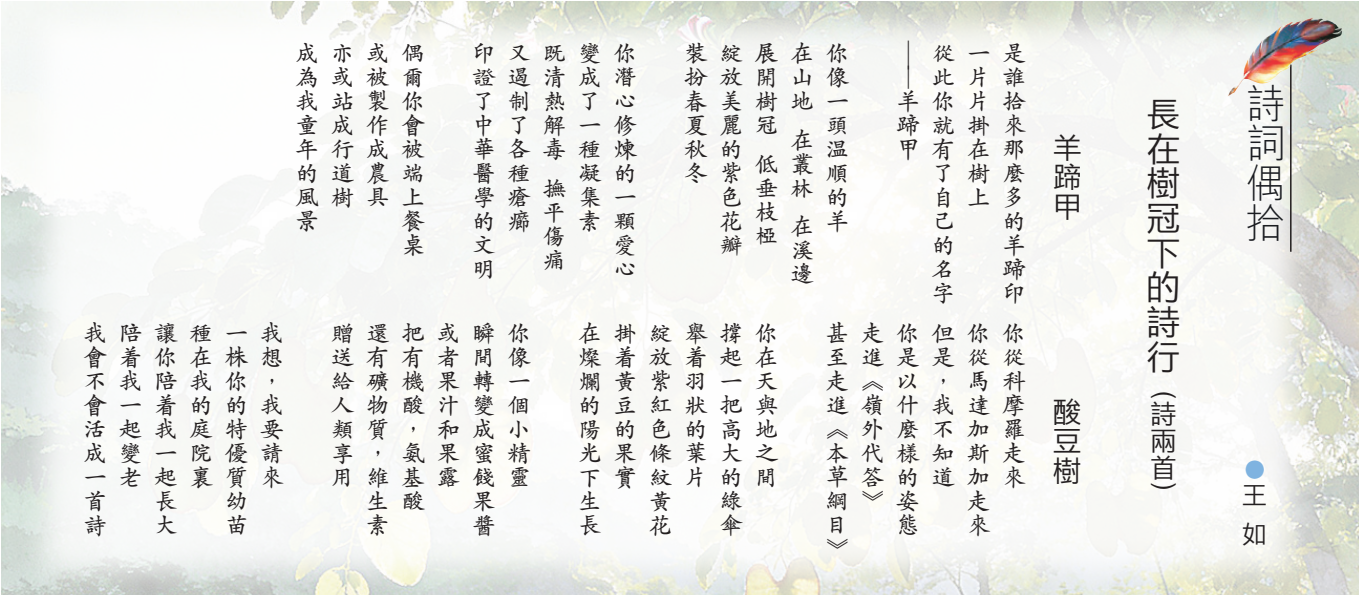 詩詞偶拾
長在樹冠下的詩行（詩兩首）
●王 如
羊蹄甲
是誰拾來那麼多的羊蹄印
一片片掛在樹上
從此你就有了自己的名字
——羊蹄甲
你像一頭溫順的羊
在山地 在叢林 在溪邊
展開樹冠 低垂枝椏
綻放美麗的紫色花瓣
裝扮春夏秋冬
你潛心修煉的一顆愛心
變成了一種凝集素
既清熱解毒 撫平傷痛
又遏制了各種瘡癤
印證了中華醫學的文明
偶爾你會被端上餐桌
或被製作成農具
亦或站成行道樹
成為我童年的風景
酸豆樹
你從科摩羅走來
你從馬達加斯加走來
但是，我不知道
你是以什麼樣的姿態
走進《嶺外代答》
甚至走進《本草綱目》
你在天與地之間
撐起一把高大的綠傘
舉着羽狀的葉片
綻放紫紅色條紋黃花
掛着黃豆的果實
在燦爛的陽光下生長
你像一個小精靈
瞬間轉變成蜜餞果醬
或者果汁和果露
把有機酸，氨基酸
還有礦物質，維生素
贈送給人類享用
我想，我要請來
一株你的特優質幼苗
種在我的庭院裏
讓你陪着我一起長大
陪着我一起變老
我會不會活成一首詩